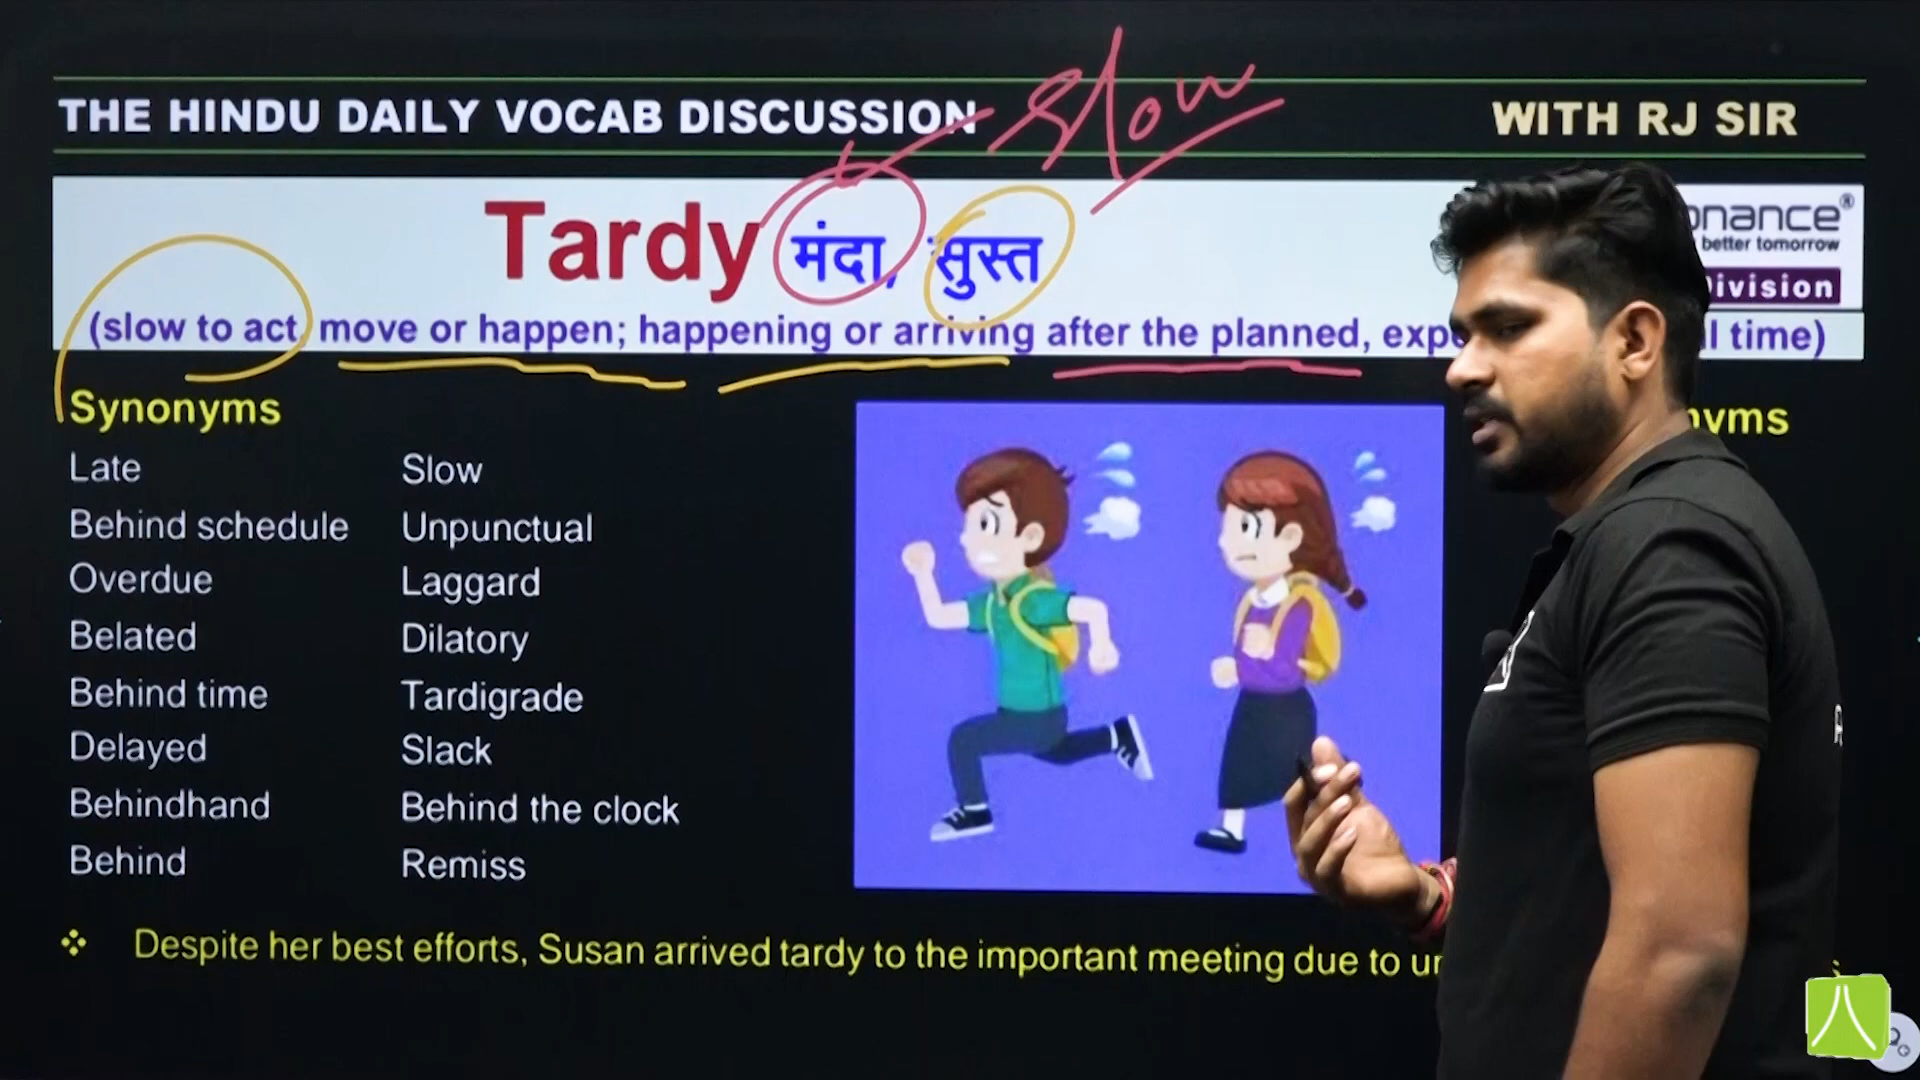 THE HINDU DAILY VOCAB DISCUSSION
Slow
WITH RJ SIR
Tardy मंदा, सुस्त
onance®
better tomorrow
Division
(slow to act, move or happen; happening or arriving after the planned, time)
Synonyms
Late
Slow
Behind schedule
Unpunctual
Overdue
Laggard
Belated
Dilatory
Behind time
Tardigrade
Delayed
Slack
Behindhand
Behind the clock
Behind
Remiss
nyms
❖ Despite her best efforts, Susan arrived tardy to the important meeting due to